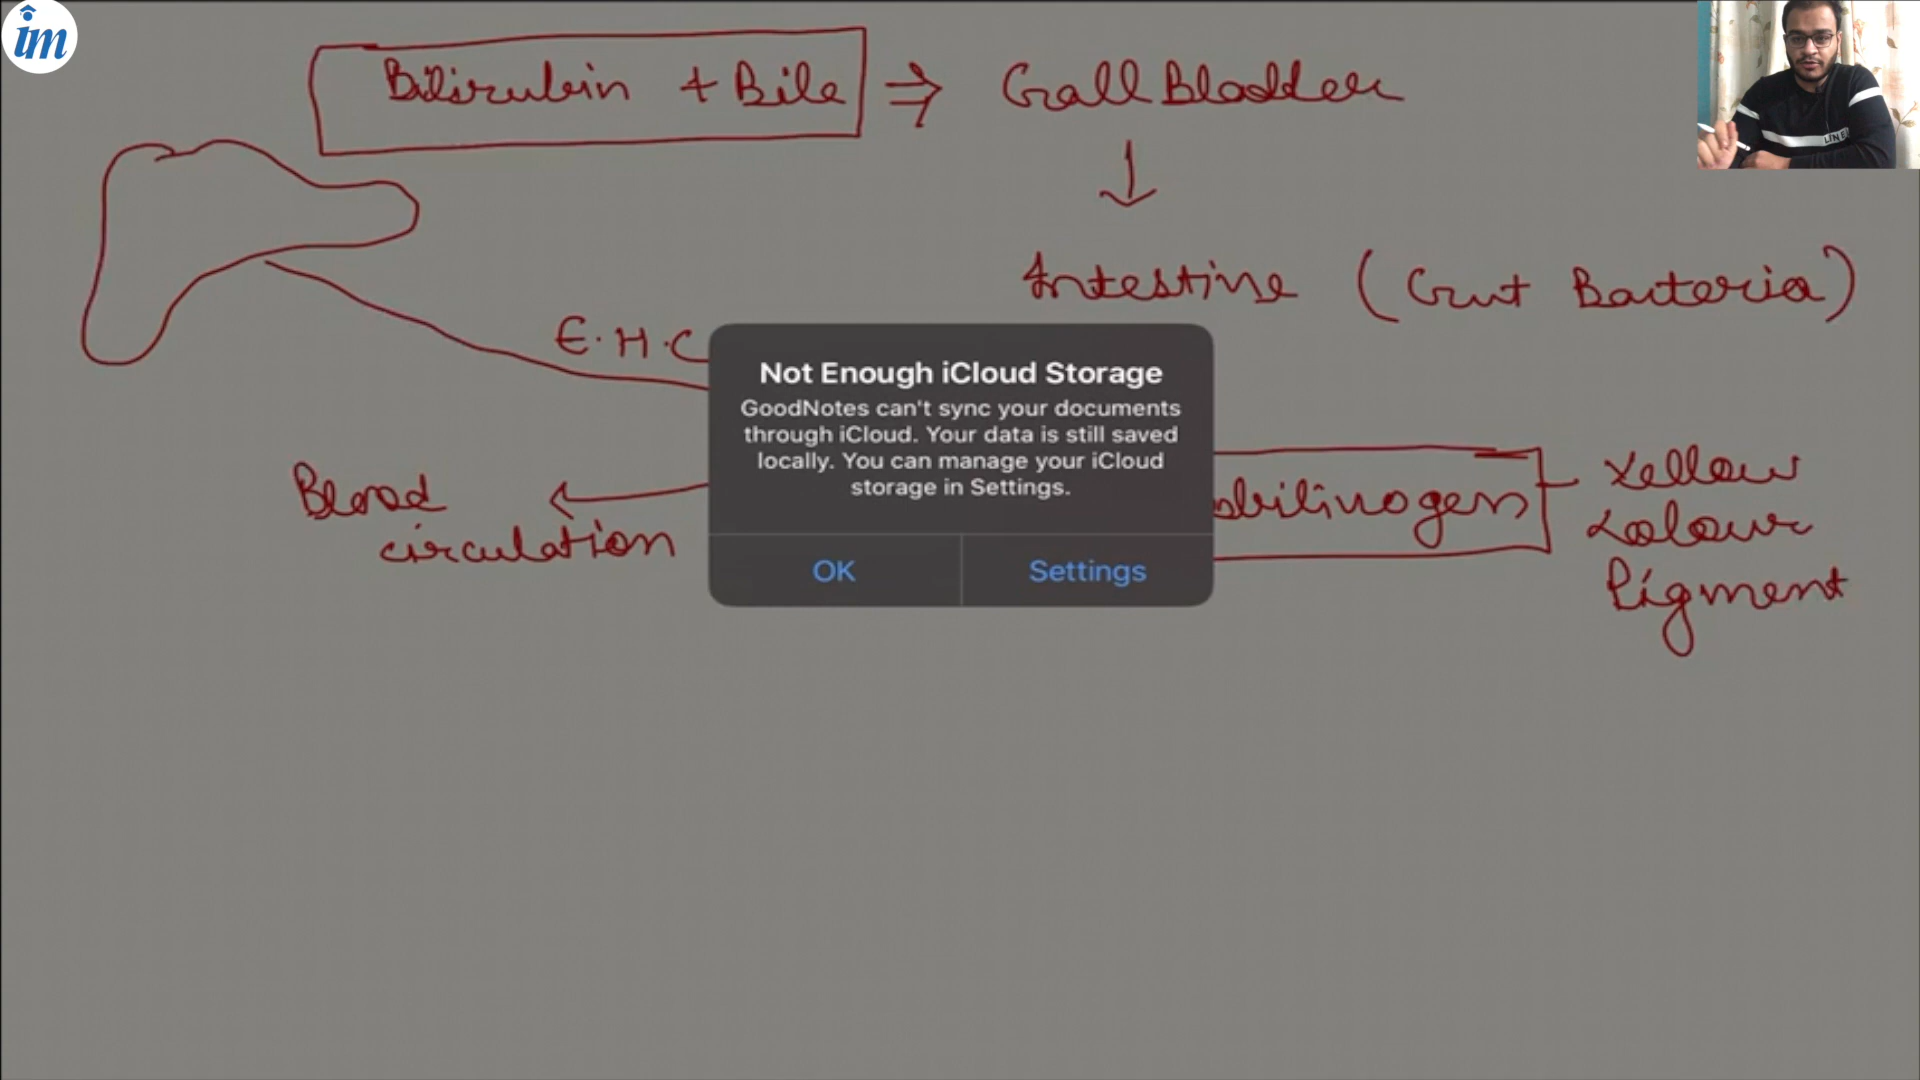 im
Bilirubin + Bile ⇒ Gall Bladder
↓
Intestine (Gut Bacteria)
E.H.C
Not Enough iCloud Storage
GoodNotes can't sync your documents
through iCloud. Your data is still saved
locally. You can manage your iCloud
storage in Settings.
OK Settings
Blood ←
circulation
obilinogen
Yellow
Colour
Pigment
LINE